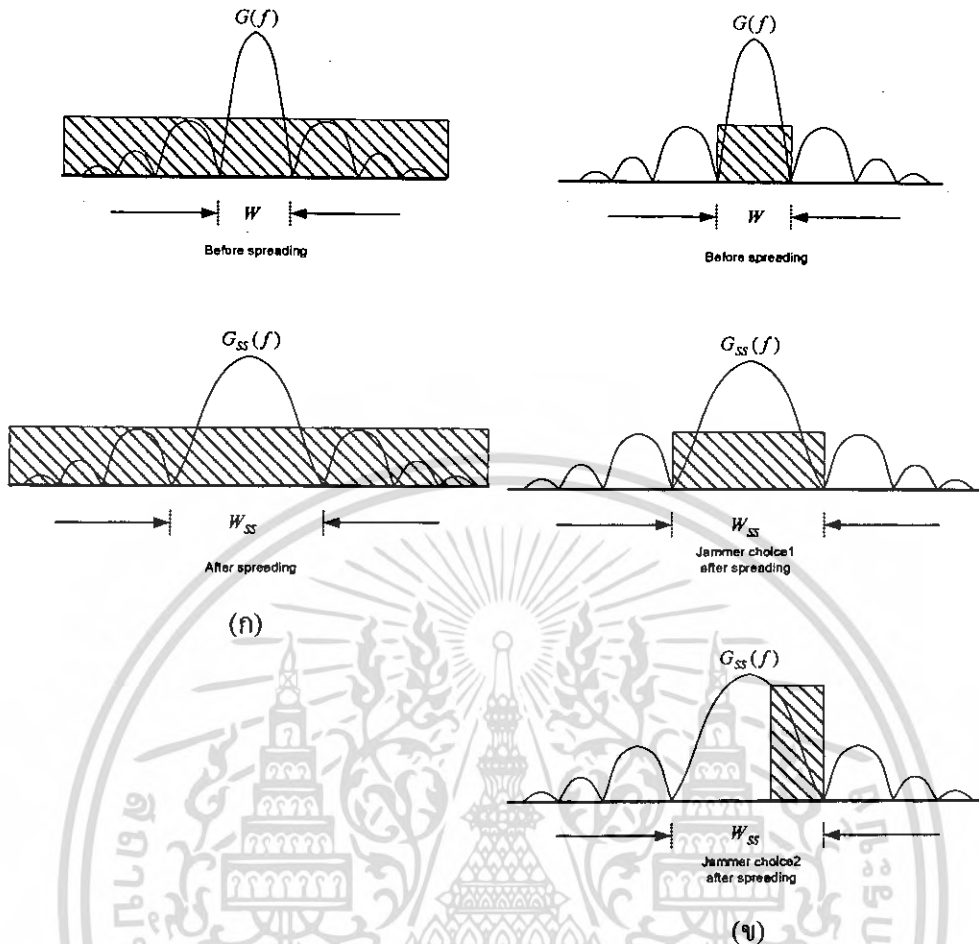 G(f)
W
Before spreading
G(f)
W
Before spreading
G_SS(f)
W_SS
After spreading
(ก)
G_SS(f)
W_SS
Jammer choice1
after spreading
G_SS(f)
W_SS
Jammer choice2
after spreading
(ข)